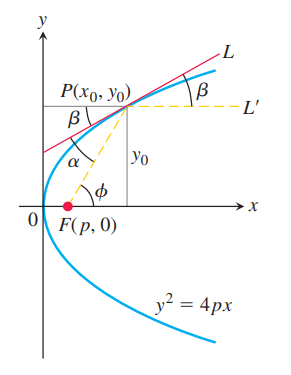 y
L
P(x₀, y₀)
β
L′
β
α
y₀
ϕ
0
F(p, 0)
x
y² = 4px